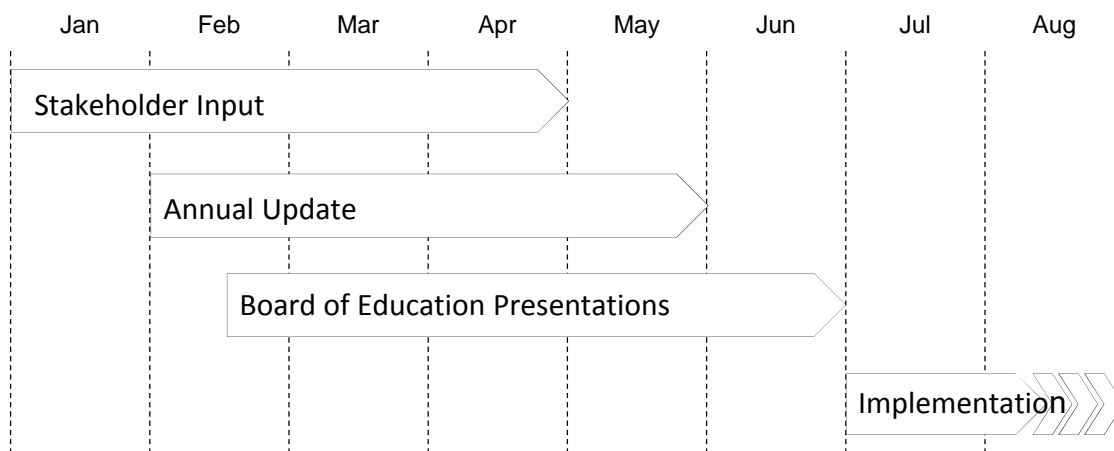 Jan Feb Mar Apr May Jun Jul Aug
Stakeholder Input
Annual Update
Board of Education Presentations
Implementation